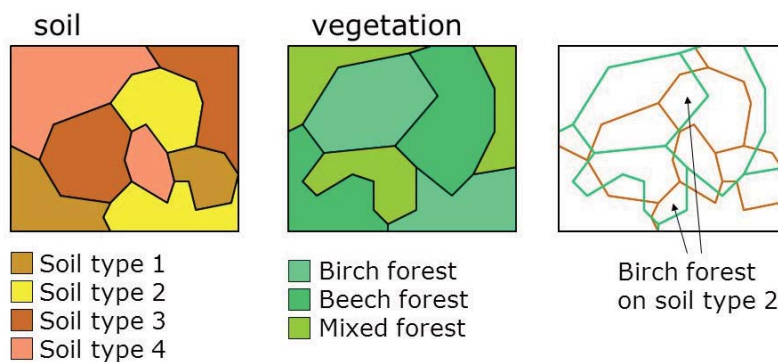 soil
vegetation
Soil type 1
Soil type 2
Soil type 3
Soil type 4
Birch forest
Beech forest
Mixed forest
Birch forest
on soil type 2